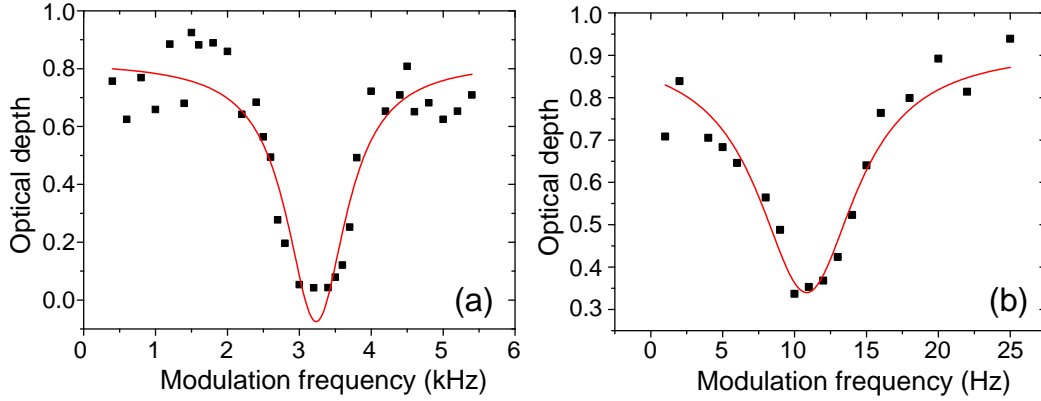 1.0
0.8
0.6
0.4
0.2
0.0
Optical depth
(a)
0 1 2 3 4 5 6
Modulation frequency (kHz)
1.0
0.9
0.8
0.7
0.6
0.5
0.4
0.3
Optical depth
(b)
0 5 10 15 20 25
Modulation frequency (Hz)